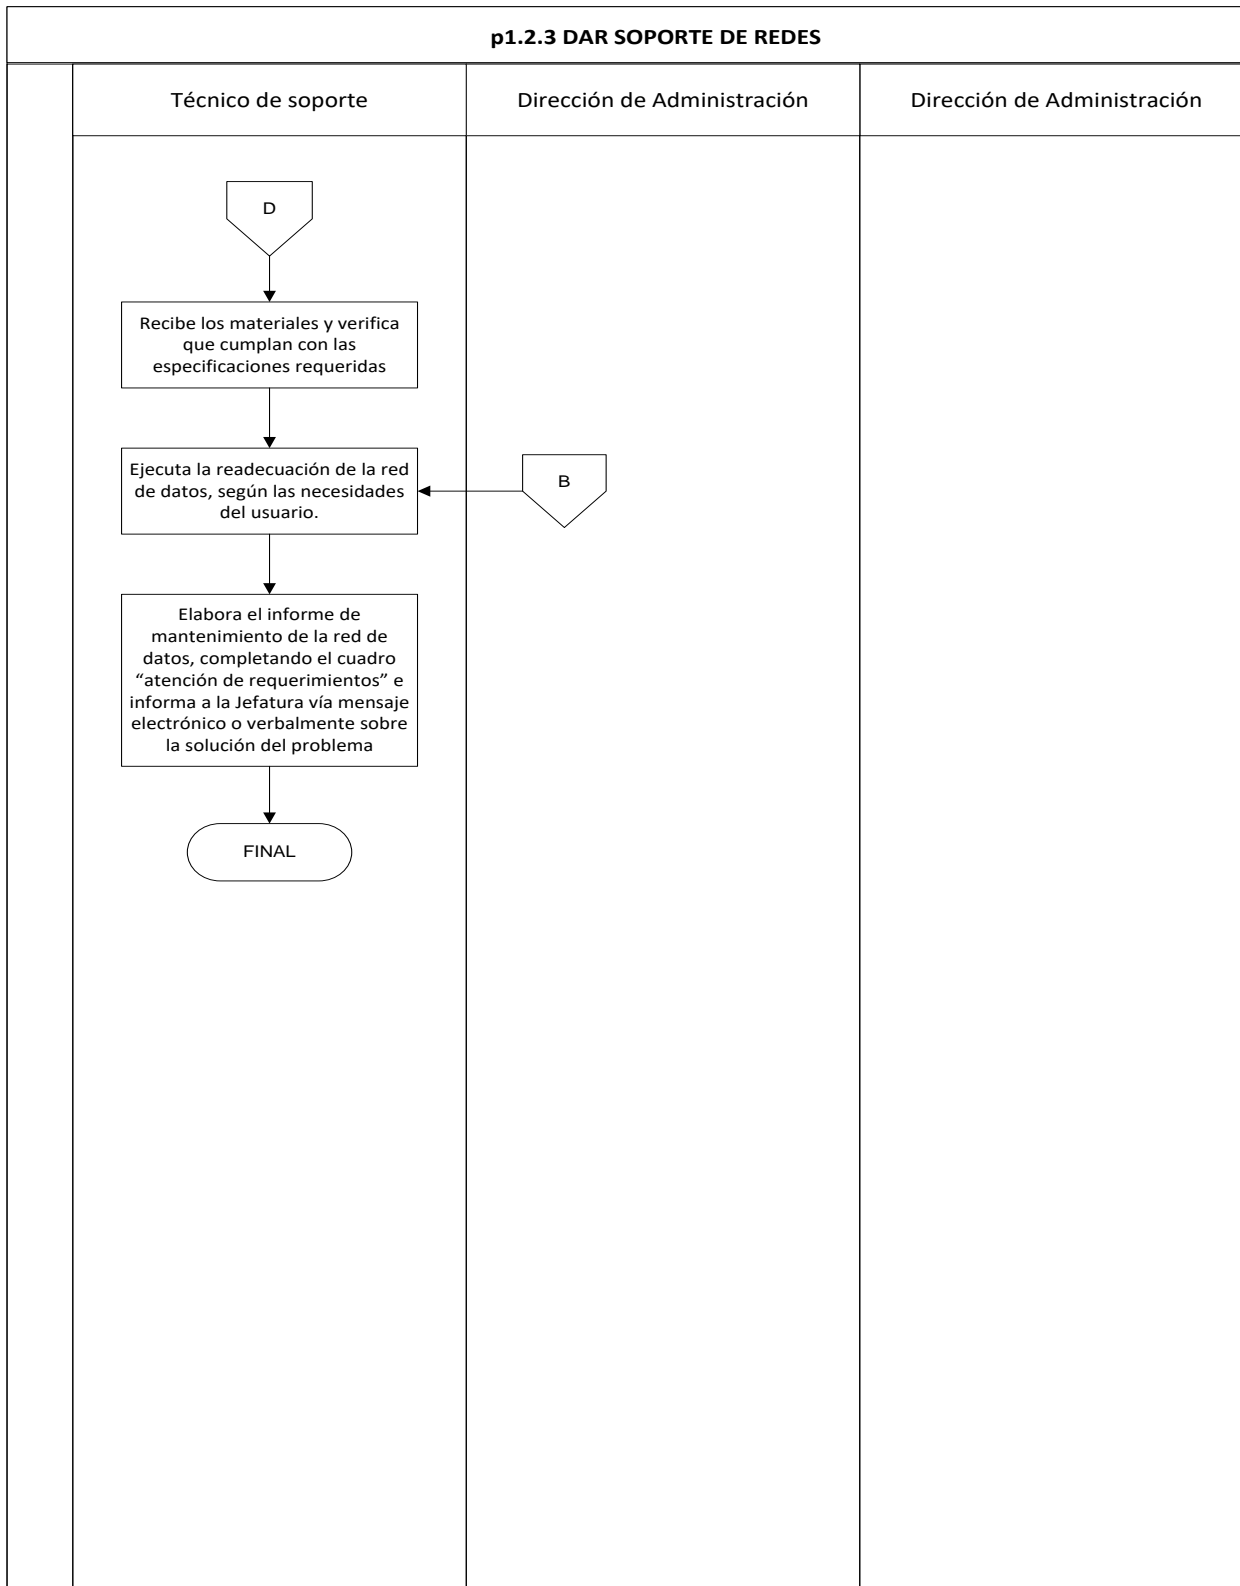 p1.2.3 DAR SOPORTE DE REDES
Técnico de soporte
Dirección de Administración
Dirección de Administración
D
Recibe los materiales y verifica
que cumplan con las
especificaciones requeridas
Ejecuta la readecuación de la red
de datos, según las necesidades
del usuario.
B
Elabora el informe de
mantenimiento de la red de
datos, completando el cuadro
“atención de requerimientos” e
informa a la Jefatura vía mensaje
electrónico o verbalmente sobre
la solución del problema
FINAL